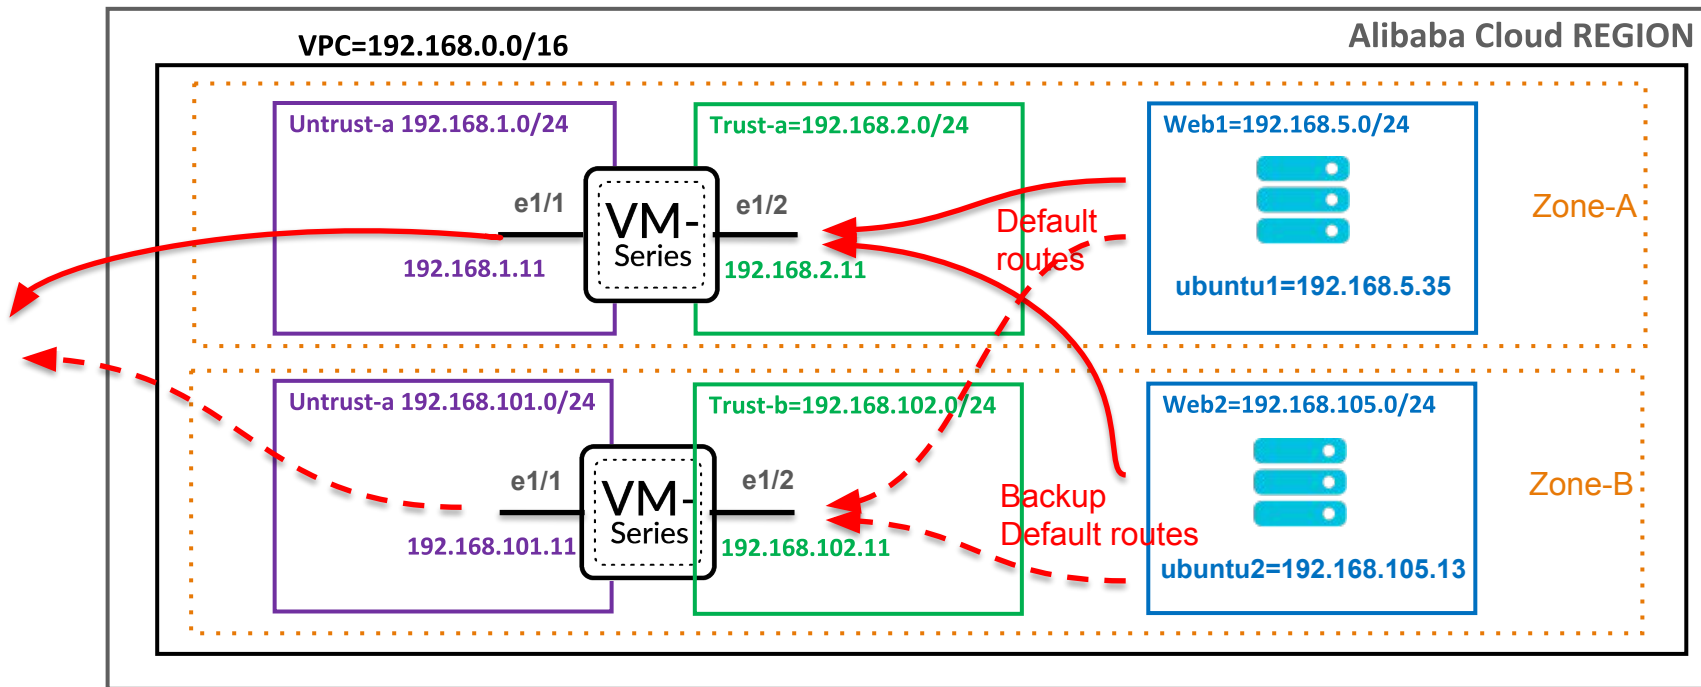 Alibaba Cloud REGION
VPC=192.168.0.0/16
Untrust-a 192.168.1.0/24
Trust-a=192.168.2.0/24
Web1=192.168.5.0/24
e1/1
VM-
Series
e1/2
192.168.1.11
192.168.2.11
Default
routes
ubuntu1=192.168.5.35
Zone-A
Untrust-a 192.168.101.0/24
Trust-b=192.168.102.0/24
Web2=192.168.105.0/24
e1/1
VM-
Series
e1/2
192.168.101.11
192.168.102.11
Backup
Default routes
ubuntu2=192.168.105.13
Zone-B